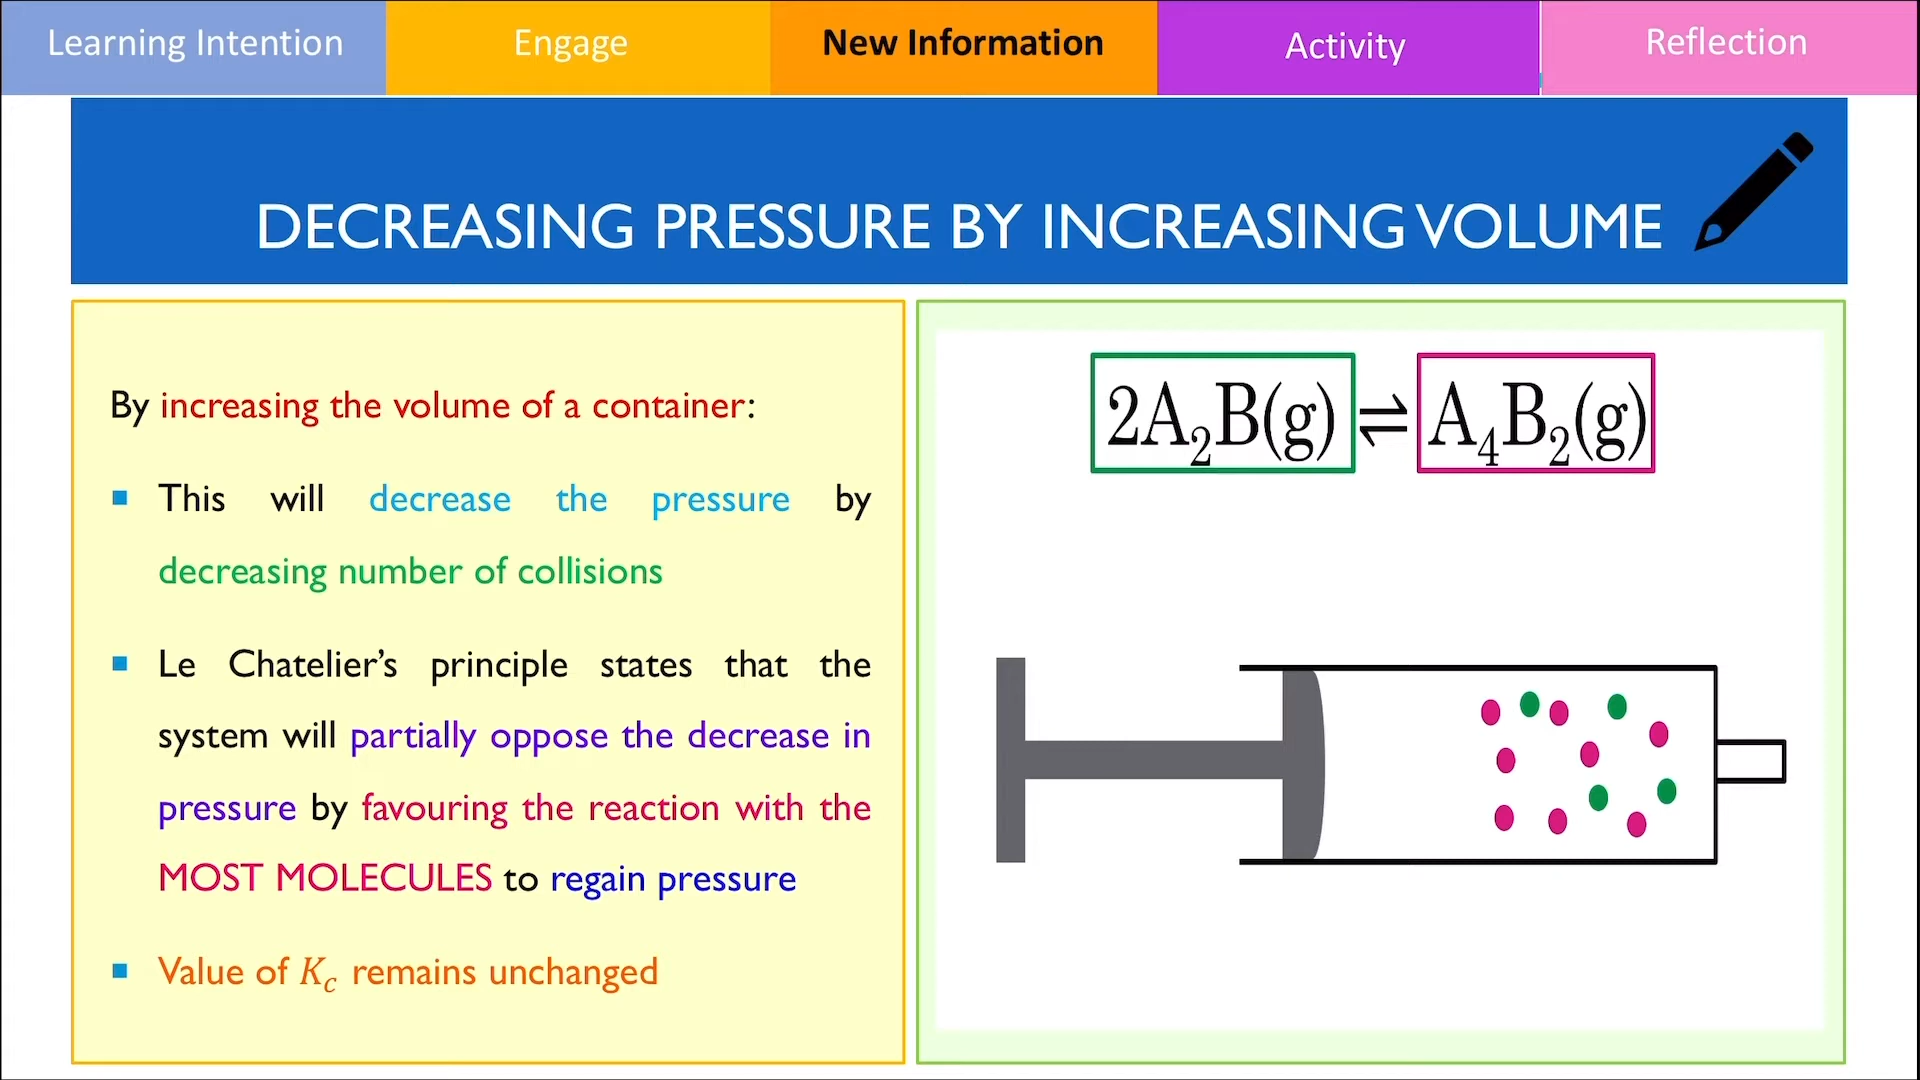 Learning Intention
Engage
New Information
Activity
Reflection
DECREASING PRESSURE BY INCREASING VOLUME
By increasing the volume of a container:
This will decrease the pressure by
decreasing number of collisions
Le Chatelier’s principle states that the
system will partially oppose the decrease in
pressure by favouring the reaction with the
MOST MOLECULES to regain pressure
Value of K_c remains unchanged
2A₂B(g) ⇌ A₄B₂(g)